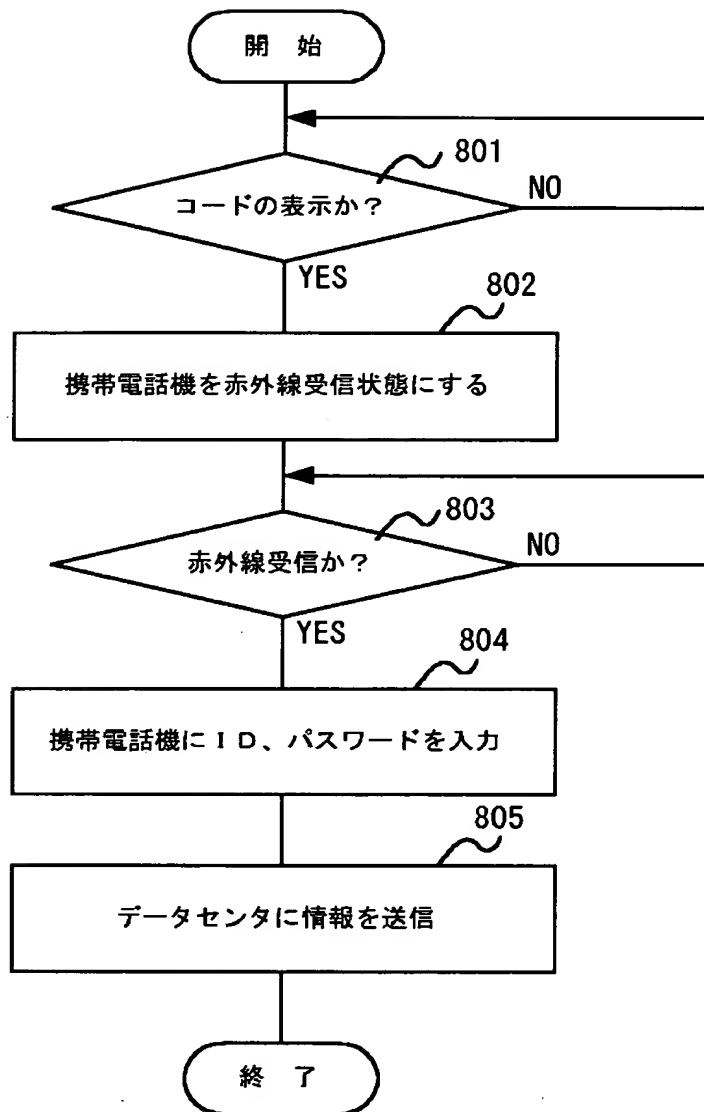 開 始
801
コードの表示か？
NO
YES
802
携帯電話機を赤外線受信状態にする
803
赤外線受信か？
NO
YES
804
携帯電話機にＩＤ、パスワードを入力
805
データセンタに情報を送信
終 了